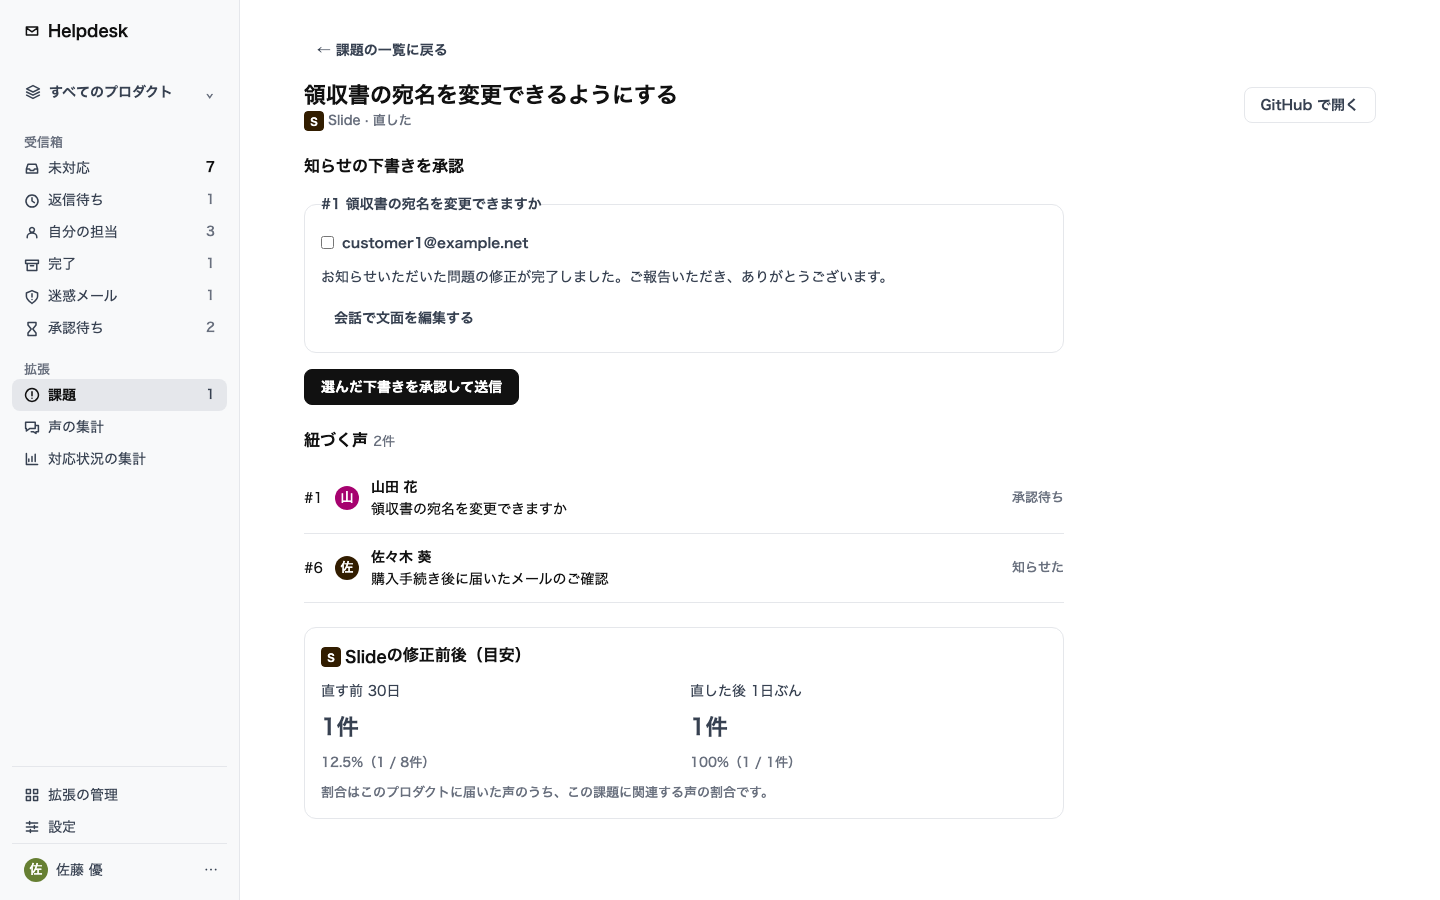 Helpdesk
すべてのプロダクト
受信箱
未対応 7
返信待ち 1
自分の担当 3
完了 1
迷惑メール 1
承認待ち 2
拡張
課題 1
声の集計
対応状況の集計
拡張の管理
設定
佐 佐藤 優 …
← 課題の一覧に戻る
領収書の宛名を変更できるようにする
S Slide · 直した
GitHub で開く
知らせの下書きを承認
#1 領収書の宛名を変更できますか
customer1@example.net
お知らせいただいた問題の修正が完了しました。ご報告いただき、ありがとうございます。
会話で文面を編集する
選んだ下書きを承認して送信
紐づく声 2件
#1 山 山田 花
領収書の宛名を変更できますか
承認待ち
#6 佐 佐々木 葵
購入手続き後に届いたメールのご確認
知らせた
S Slideの修正前後（目安）
直す前 30日
1件
12.5%（1 / 8件）
直した後 1日ぶん
1件
100%（1 / 1件）
割合はこのプロダクトに届いた声のうち、この課題に関連する声の割合です。